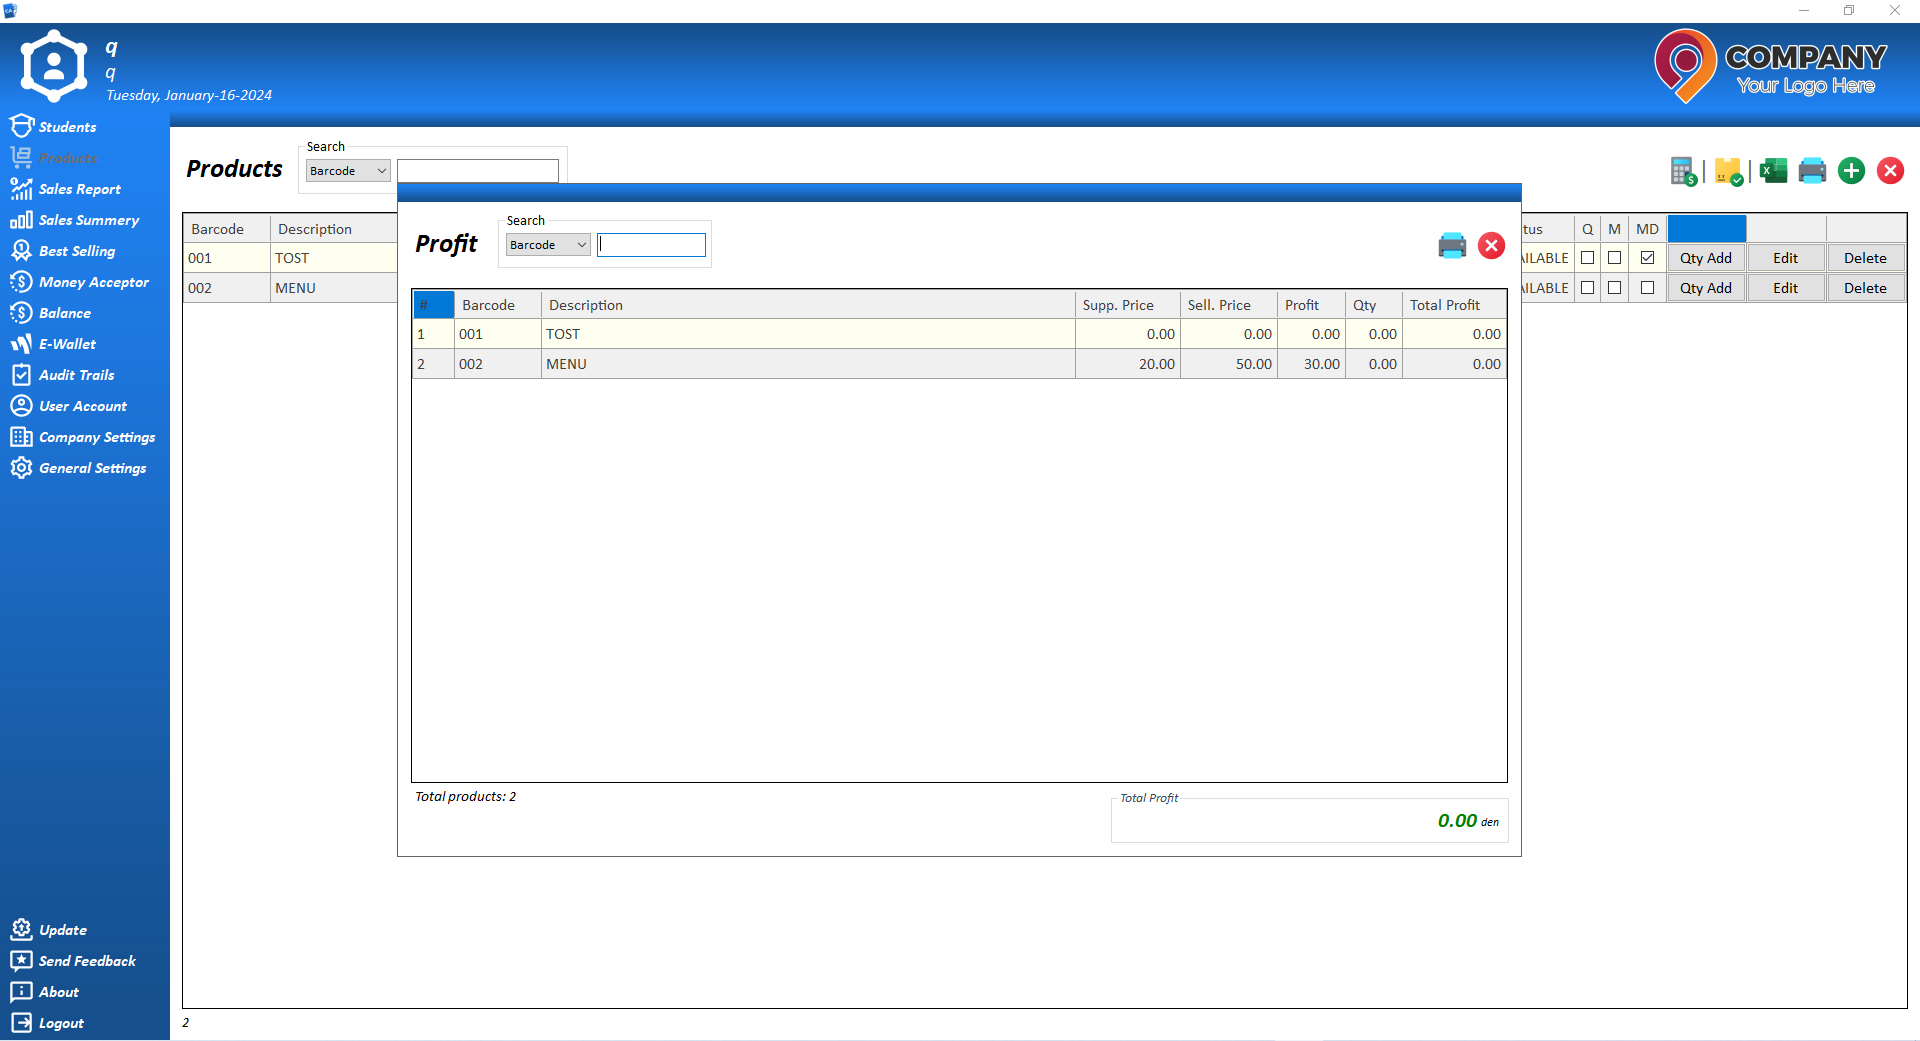 q
q
Tuesday, January-16-2024
COMPANY
Your Logo Here
Students
Products
Sales Report
Sales Summery
Best Selling
Money Acceptor
Balance
E-Wallet
Audit Trails
User Account
Company Settings
General Settings
Update
Send Feedback
About
Logout
Products
Search
Barcode
Barcode Description tus Q M MD
001 TOST AILABLE Qty Add Edit Delete
002 MENU AILABLE Qty Add Edit Delete
Profit
Search
Barcode
# Barcode Description Supp. Price Sell. Price Profit Qty Total Profit
1 001 TOST 0.00 0.00 0.00 0.00 0.00
2 002 MENU 20.00 50.00 30.00 0.00 0.00
Total products: 2
Total Profit
0.00 den
2